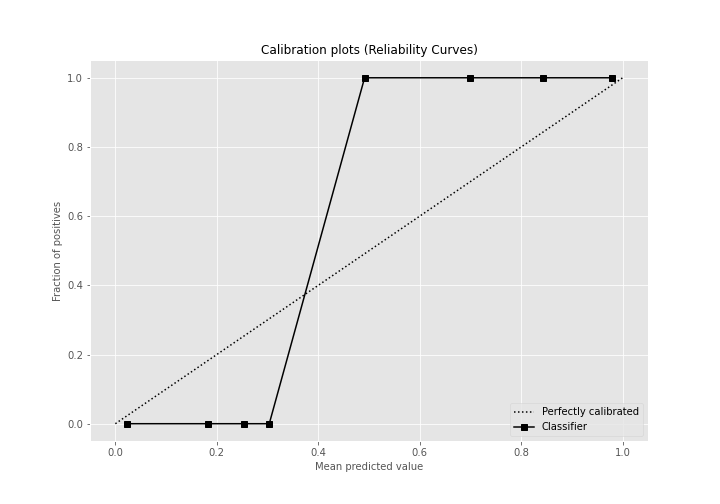 Calibration plots (Reliability Curves)
1.0
0.8
0.6
0.4
0.2
0.0
Fraction of positives
0.0 0.2 0.4 0.6 0.8 1.0
Mean predicted value
Perfectly calibrated
Classifier